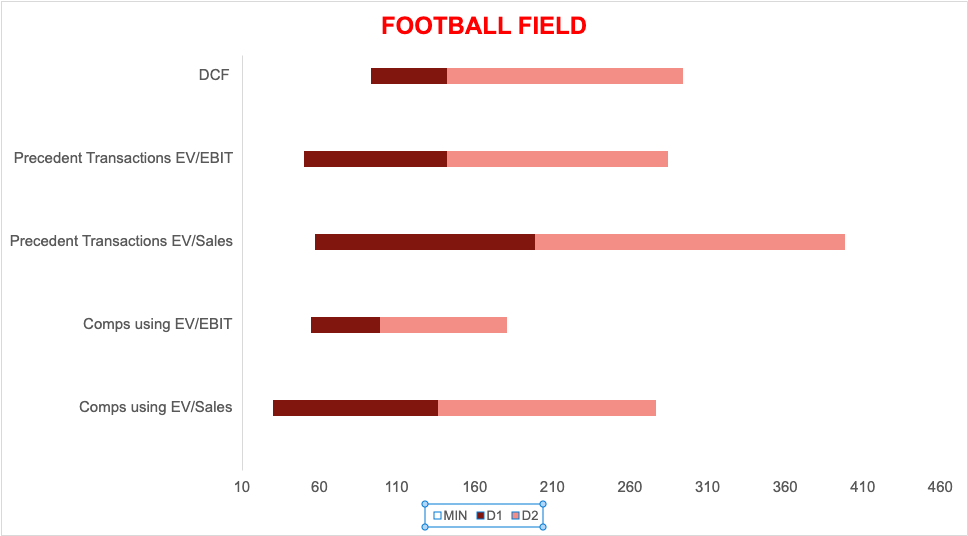 FOOTBALL FIELD
DCF
Precedent Transactions EV/EBIT
Precedent Transactions EV/Sales
Comps using EV/EBIT
Comps using EV/Sales
10 60 110 160 210 260 310 360 410 460
MIN D1 D2